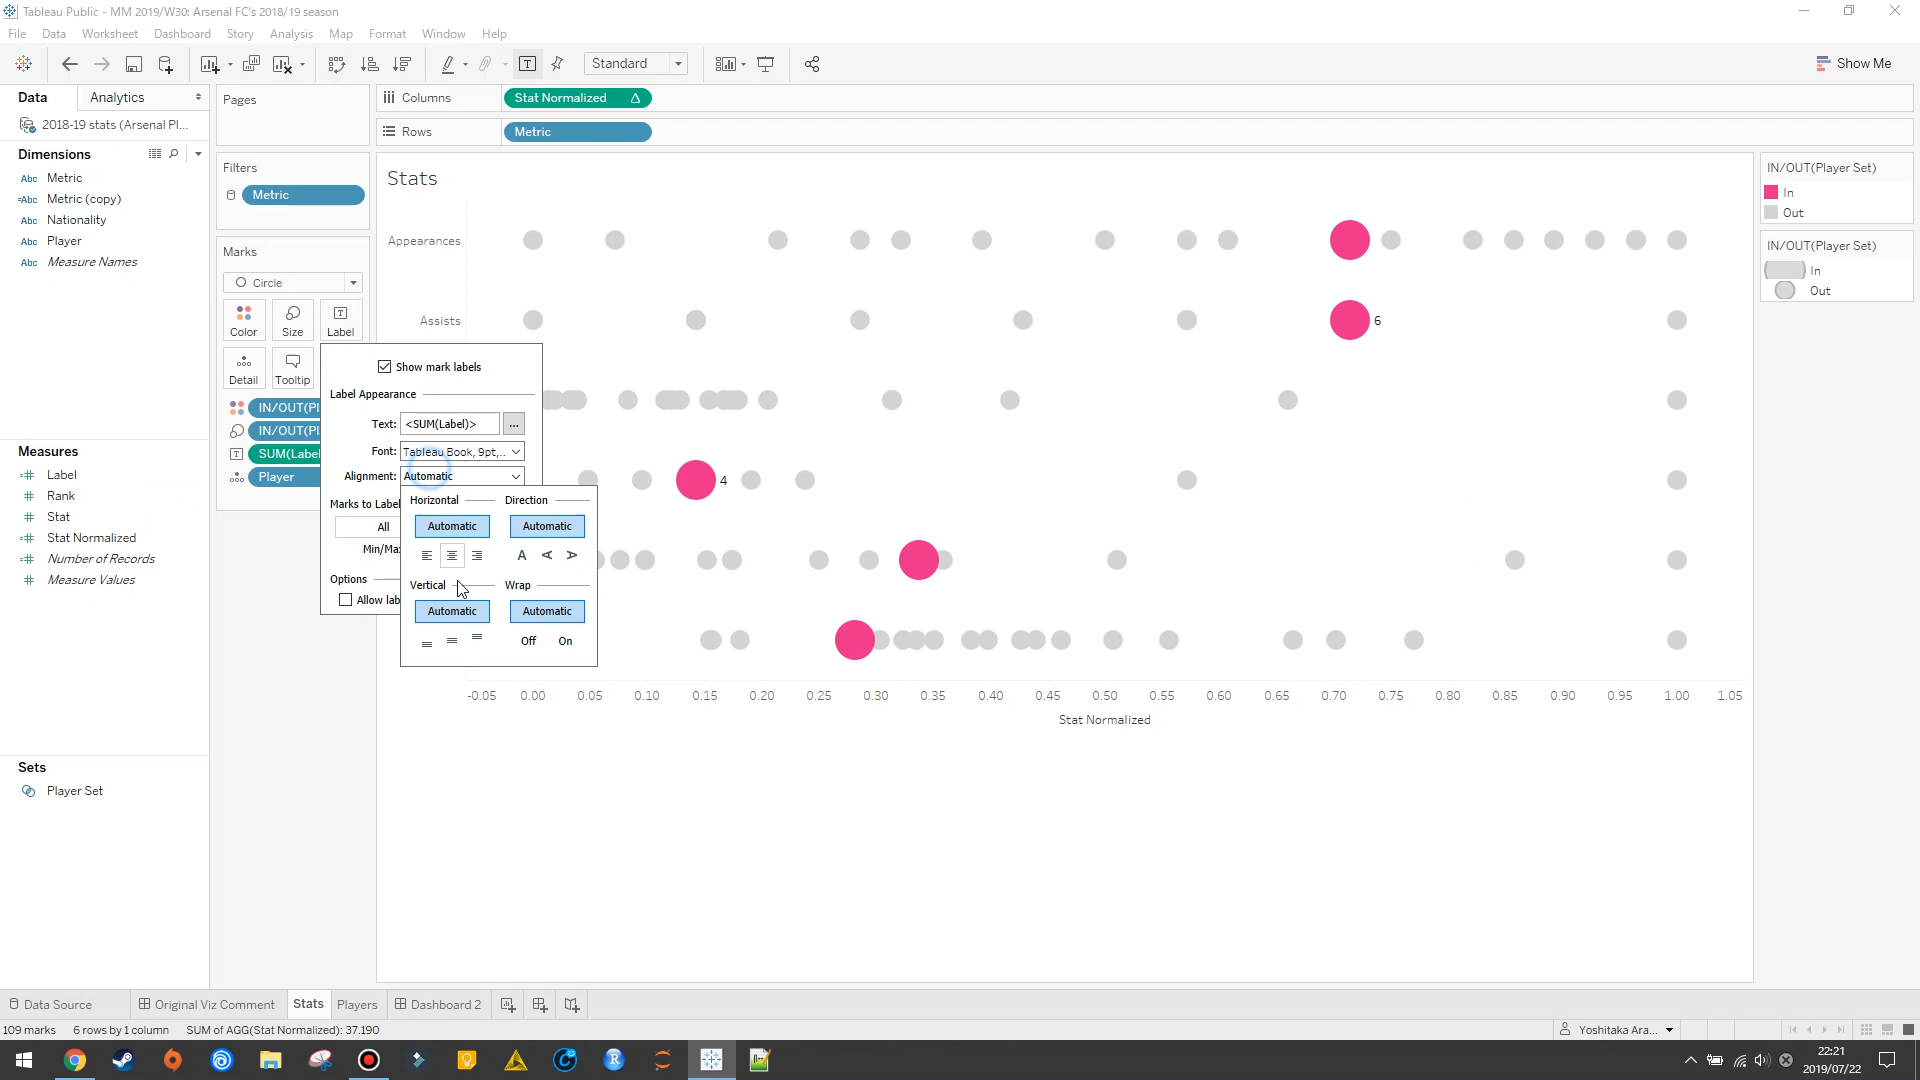 Tableau Public - MM 2019/W30: Arsenal FC's 2018/19 season
File Data Worksheet Dashboard Story Analysis Map Format Window Help
Standard
Show Me
Data Analytics
2018-19 stats (Arsenal Pl...
Dimensions
Abc Metric
=Abc Metric (copy)
Abc Nationality
Abc Player
Abc Measure Names
Measures
Label
Rank
Stat
Stat Normalized
Number of Records
Measure Values
Sets
Player Set
Pages
Filters
Metric
Marks
Circle
Color Size Label
Detail Tooltip
IN/OUT(Pl
IN/OUT(Pl
SUM(Label
Player
Columns Stat Normalized
Rows Metric
Stats
Appearances
Assists
6
4
-0.05 0.00 0.05 0.10 0.15 0.20 0.25 0.30 0.35 0.40 0.45 0.50 0.55 0.60 0.65 0.70 0.75 0.80 0.85 0.90 0.95 1.00 1.05
Stat Normalized
Show mark labels
Label Appearance
Text: <SUM(Label)> ...
Font: Tableau Book, 9pt,...
Alignment: Automatic
Marks to Label
All
Min/Max
Options
Allow lab
Horizontal Direction
Automatic Automatic
A A A
Vertical Wrap
Automatic Automatic
Off On
IN/OUT(Player Set)
In
Out
IN/OUT(Player Set)
In
Out
Data Source Original Viz Comment Stats Players Dashboard 2
109 marks 6 rows by 1 column SUM of AGG(Stat Normalized): 37.190
Yoshitaka Ara...
22:21
2019/07/22